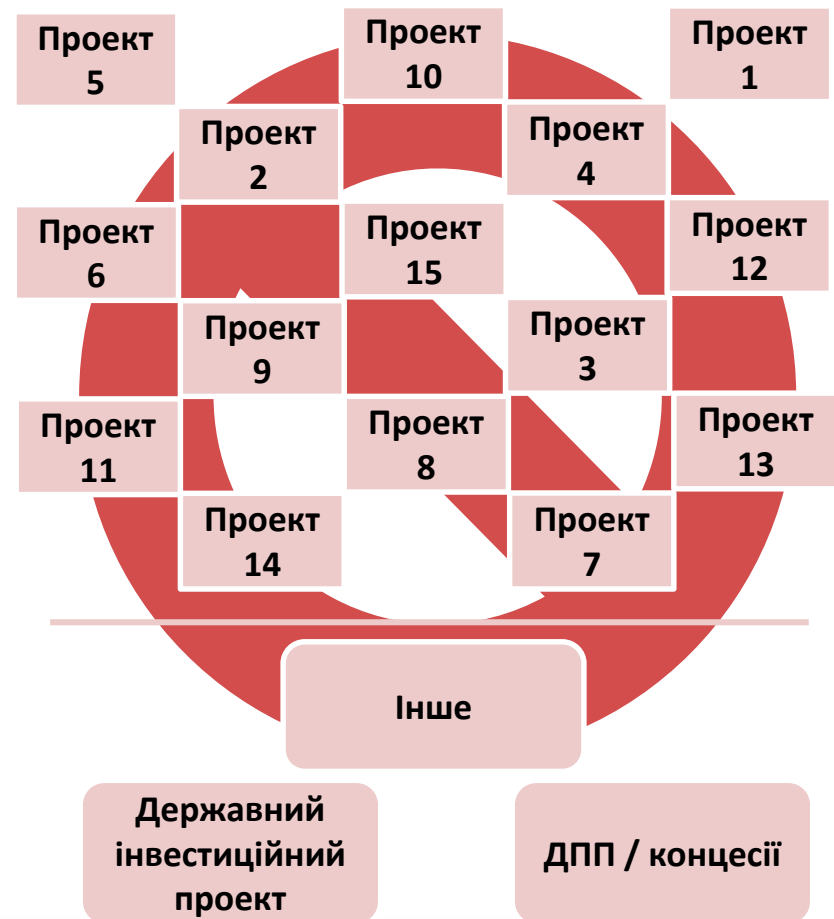 Проект
5
Проект
10
Проект
1
Проект
2
Проект
4
Проект
6
Проект
15
Проект
12
Проект
9
Проект
3
Проект
11
Проект
8
Проект
13
Проект
14
Проект
7
Інше
Державний
інвестиційний
проект
ДПП / концесії